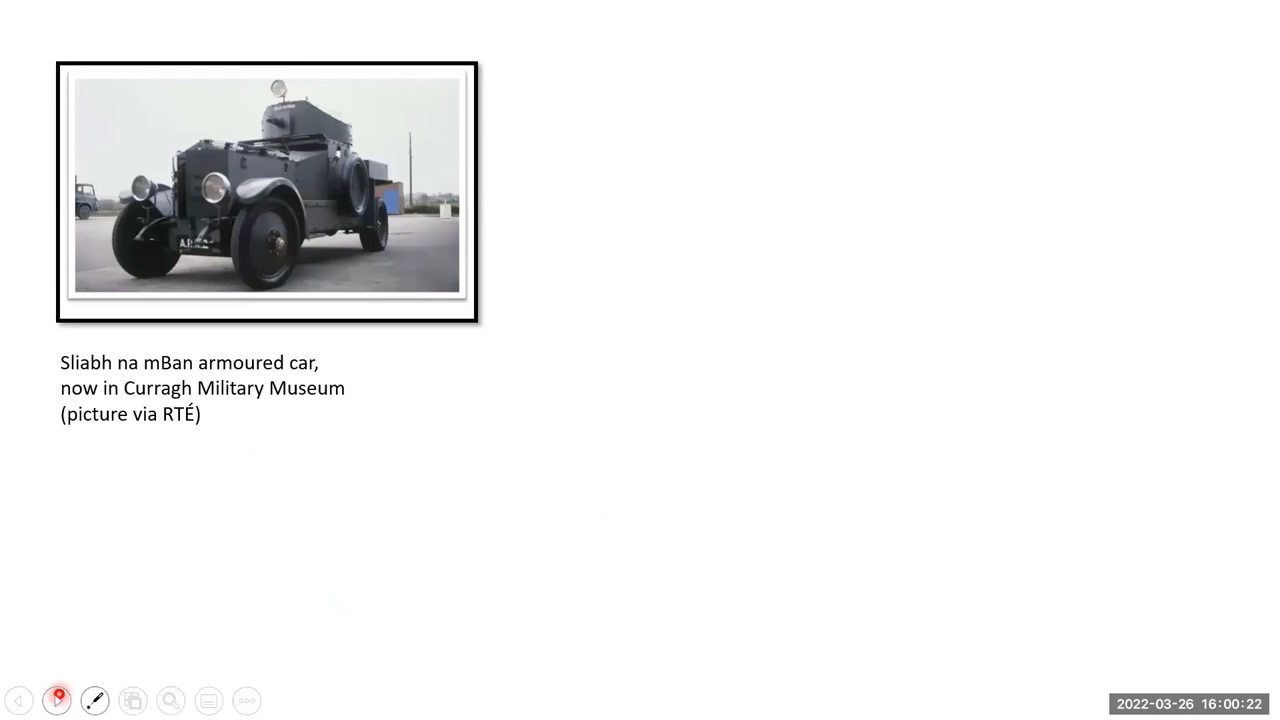 Sliabh na mBan armoured car,
now in Curragh Military Museum
(picture via RTÉ)
2022-03-26 16:00:22